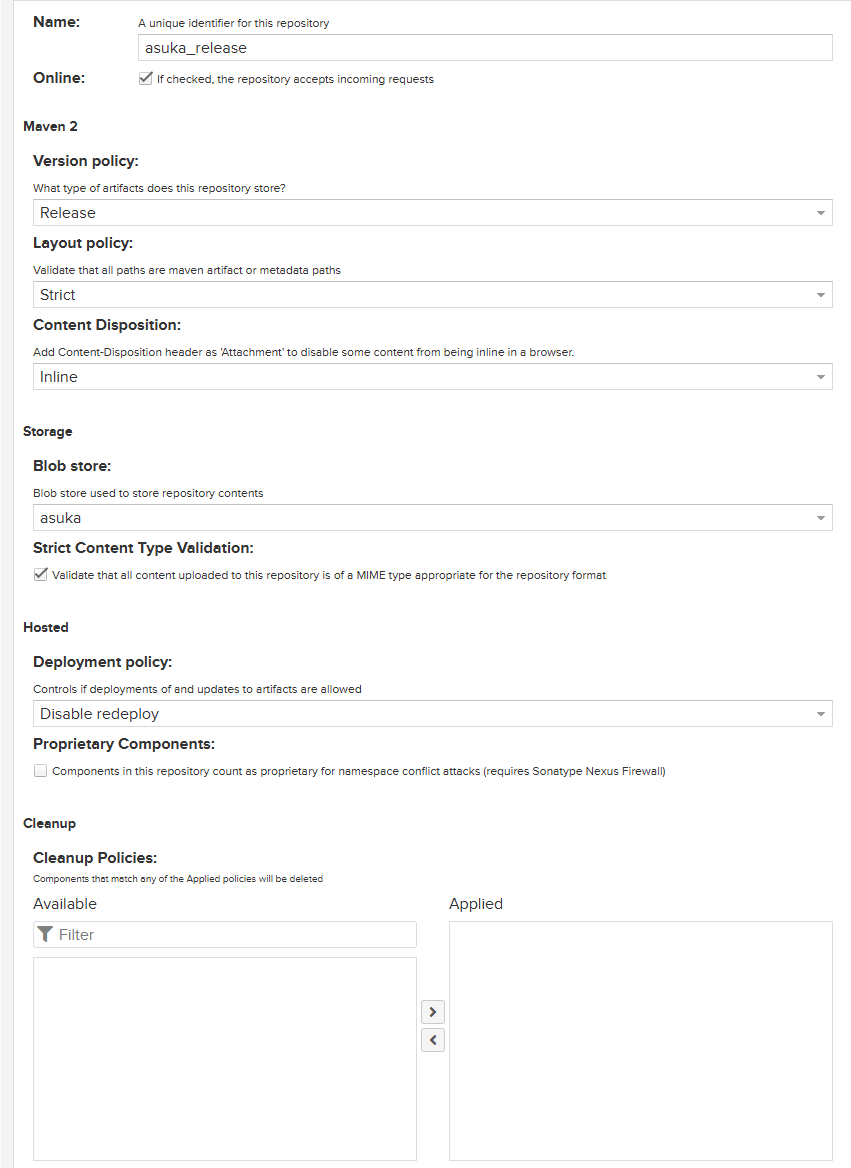 Name:
A unique identifier for this repository
asuka_release
Online:
If checked, the repository accepts incoming requests
Maven 2
Version policy:
What type of artifacts does this repository store?
Release
Layout policy:
Validate that all paths are maven artifact or metadata paths
Strict
Content Disposition:
Add Content-Disposition header as 'Attachment' to disable some content from being inline in a browser.
Inline
Storage
Blob store:
Blob store used to store repository contents
asuka
Strict Content Type Validation:
Validate that all content uploaded to this repository is of a MIME type appropriate for the repository format
Hosted
Deployment policy:
Controls if deployments of and updates to artifacts are allowed
Disable redeploy
Proprietary Components:
Components in this repository count as proprietary for namespace conflict attacks (requires Sonatype Nexus Firewall)
Cleanup
Cleanup Policies:
Components that match any of the Applied policies will be deleted
Available
Applied
Filter